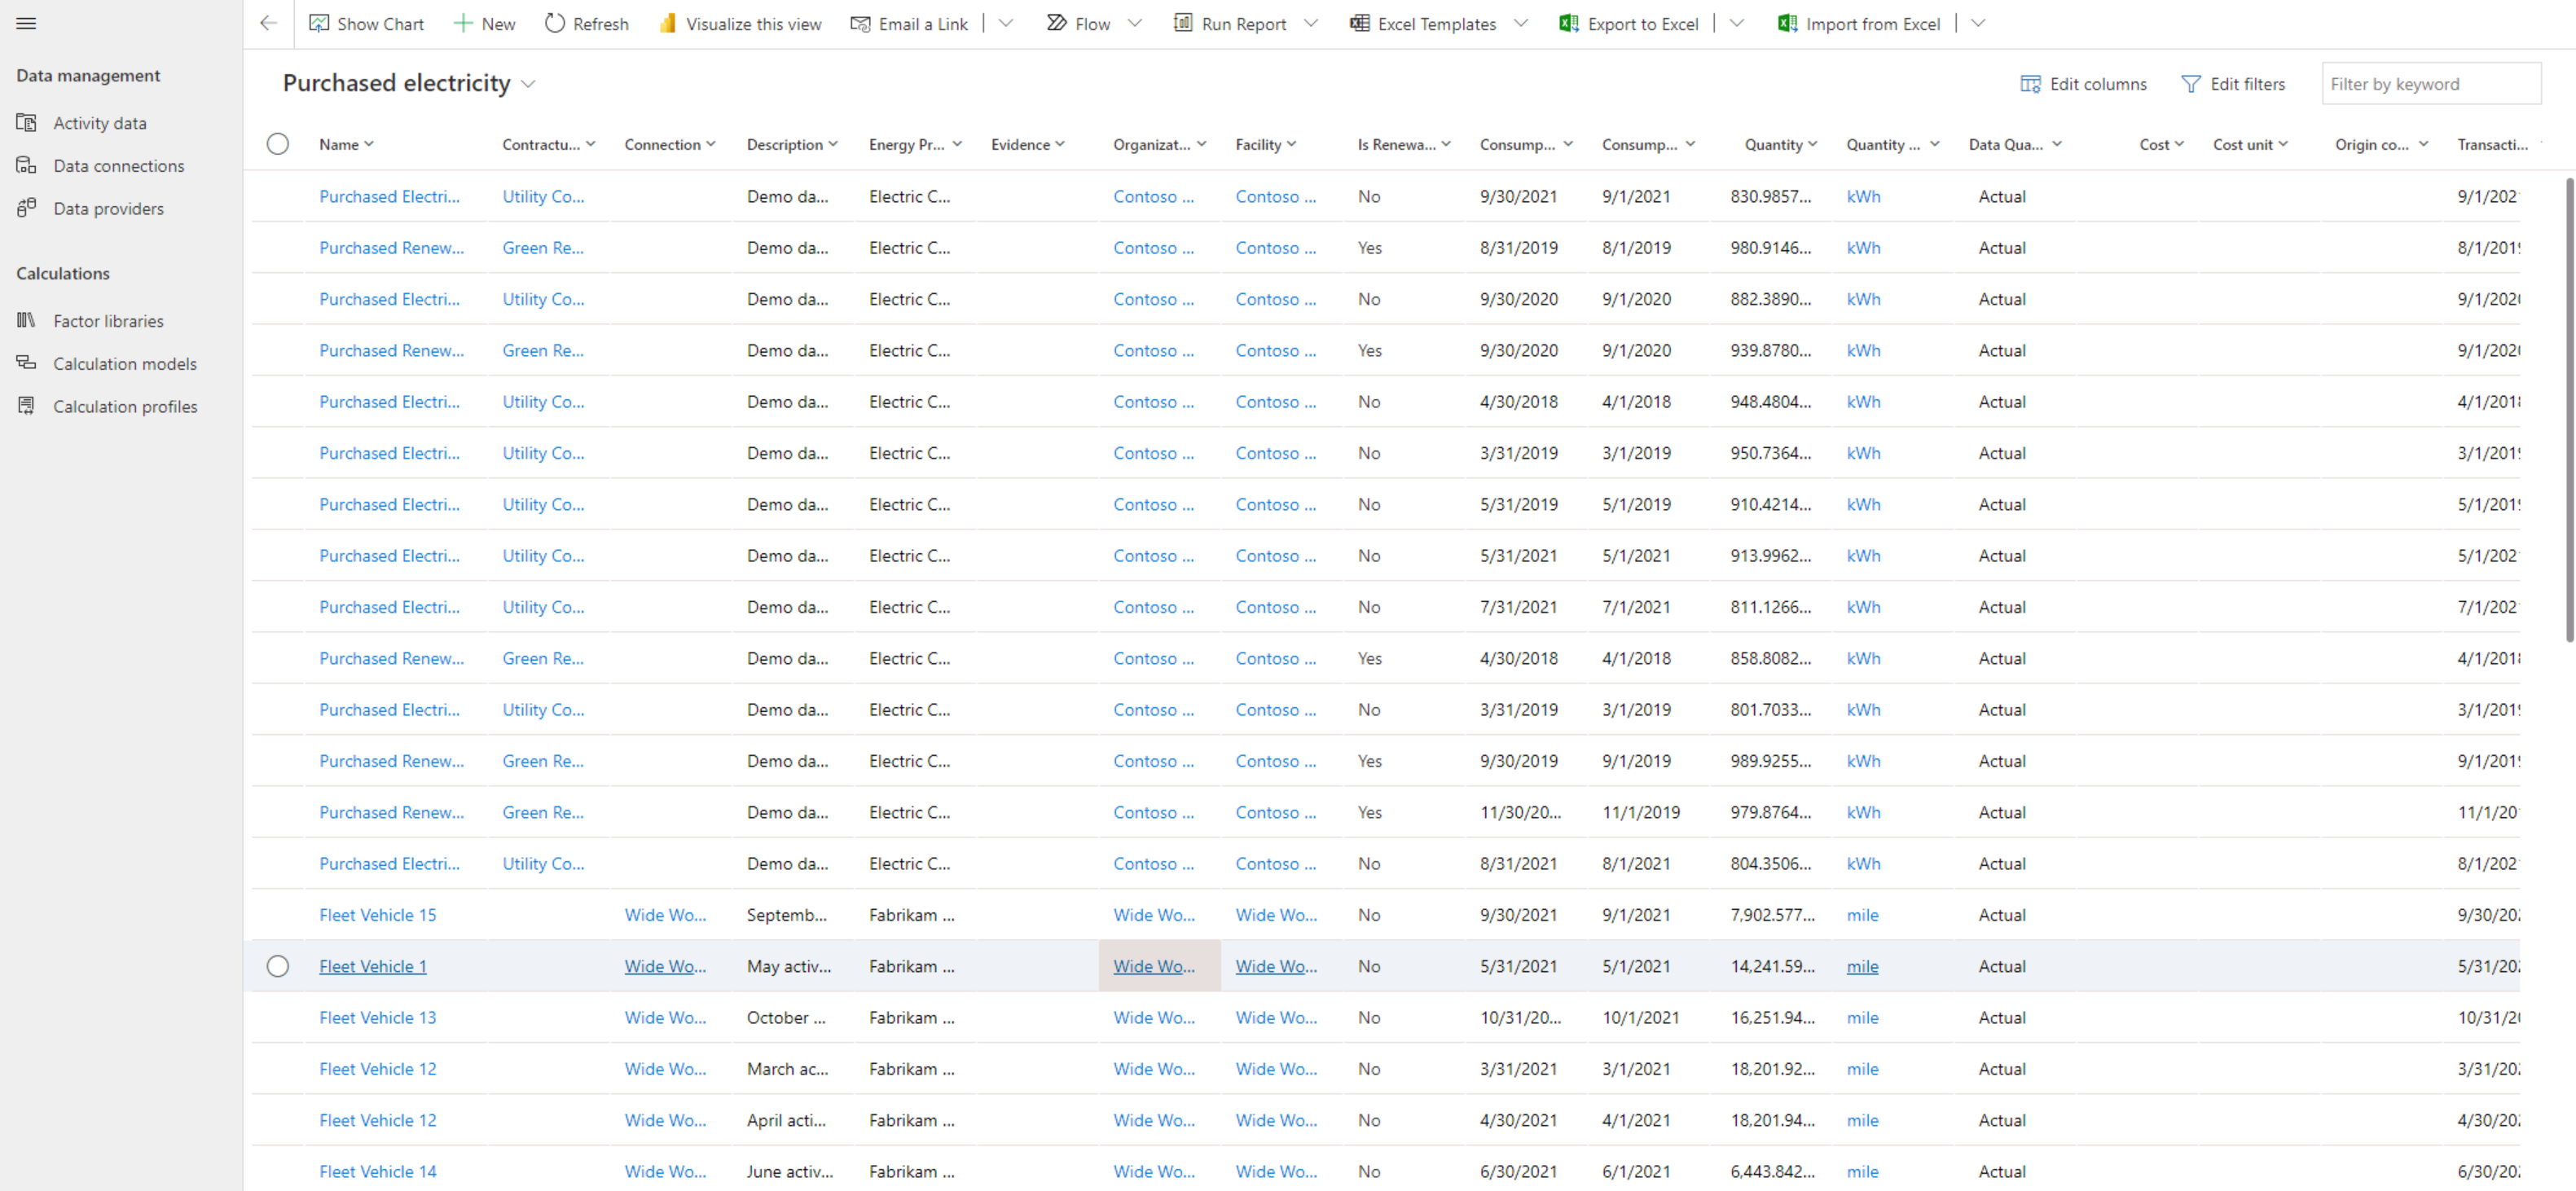 Show Chart New Refresh Visualize this view Email a Link Flow Run Report Excel Templates Export to Excel Import from Excel
Data management
Activity data
Data connections
Data providers
Calculations
Factor libraries
Calculation models
Calculation profiles
Purchased electricity Edit columns Edit filters Filter by keyword
Name Contractu... Connection Description Energy Pr... Evidence Organizat... Facility Is Renewa... Consump... Consump... Quantity Quantity ... Data Qua... Cost Cost unit Origin co... Transacti...
Purchased Electri... Utility Co... Demo da... Electric C... Contoso ... Contoso ... No 9/30/2021 9/1/2021 830.9857... kWh Actual 9/1/2021
Purchased Renew... Green Re... Demo da... Electric C... Contoso ... Contoso ... Yes 8/31/2019 8/1/2019 980.9146... kWh Actual 8/1/2019
Purchased Electri... Utility Co... Demo da... Electric C... Contoso ... Contoso ... No 9/30/2020 9/1/2020 882.3890... kWh Actual 9/1/2020
Purchased Renew... Green Re... Demo da... Electric C... Contoso ... Contoso ... Yes 9/30/2020 9/1/2020 939.8780... kWh Actual 9/1/2020
Purchased Electri... Utility Co... Demo da... Electric C... Contoso ... Contoso ... No 4/30/2018 4/1/2018 948.4804... kWh Actual 4/1/2018
Purchased Electri... Utility Co... Demo da... Electric C... Contoso ... Contoso ... No 3/31/2019 3/1/2019 950.7364... kWh Actual 3/1/2019
Purchased Electri... Utility Co... Demo da... Electric C... Contoso ... Contoso ... No 5/31/2019 5/1/2019 910.4214... kWh Actual 5/1/2019
Purchased Electri... Utility Co... Demo da... Electric C... Contoso ... Contoso ... No 5/31/2021 5/1/2021 913.9962... kWh Actual 5/1/2021
Purchased Electri... Utility Co... Demo da... Electric C... Contoso ... Contoso ... No 7/31/2021 7/1/2021 811.1266... kWh Actual 7/1/2021
Purchased Renew... Green Re... Demo da... Electric C... Contoso ... Contoso ... Yes 4/30/2018 4/1/2018 858.8082... kWh Actual 4/1/2018
Purchased Electri... Utility Co... Demo da... Electric C... Contoso ... Contoso ... No 3/31/2019 3/1/2019 801.7033... kWh Actual 3/1/2019
Purchased Renew... Green Re... Demo da... Electric C... Contoso ... Contoso ... Yes 9/30/2019 9/1/2019 989.9255... kWh Actual 9/1/2019
Purchased Renew... Green Re... Demo da... Electric C... Contoso ... Contoso ... Yes 11/30/20... 11/1/2019 979.8764... kWh Actual 11/1/20
Purchased Electri... Utility Co... Demo da... Electric C... Contoso ... Contoso ... No 8/31/2021 8/1/2021 804.3506... kWh Actual 8/1/2021
Fleet Vehicle 15 Wide Wo... Septemb... Fabrikam ... Wide Wo... Wide Wo... No 9/30/2021 9/1/2021 7,902.577... mile Actual 9/30/202
Fleet Vehicle 1 Wide Wo... May activ... Fabrikam ... Wide Wo... Wide Wo... No 5/31/2021 5/1/2021 14,241.59... mile Actual 5/31/202
Fleet Vehicle 13 Wide Wo... October ... Fabrikam ... Wide Wo... Wide Wo... No 10/31/20... 10/1/2021 16,251.94... mile Actual 10/31/20
Fleet Vehicle 12 Wide Wo... March ac... Fabrikam ... Wide Wo... Wide Wo... No 3/31/2021 3/1/2021 18,201.92... mile Actual 3/31/202
Fleet Vehicle 12 Wide Wo... April acti... Fabrikam ... Wide Wo... Wide Wo... No 4/30/2021 4/1/2021 18,201.94... mile Actual 4/30/202
Fleet Vehicle 14 Wide Wo... June activ... Fabrikam ... Wide Wo... Wide Wo... No 6/30/2021 6/1/2021 6,443.842... mile Actual 6/30/202